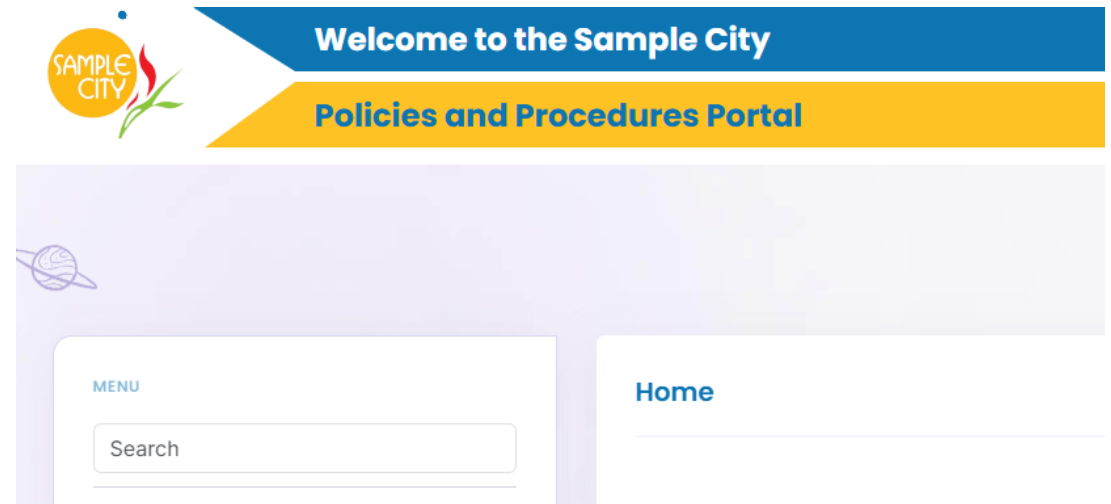 SAMPLE
CITY
Welcome to the Sample City
Policies and Procedures Portal
MENU
Search
Home